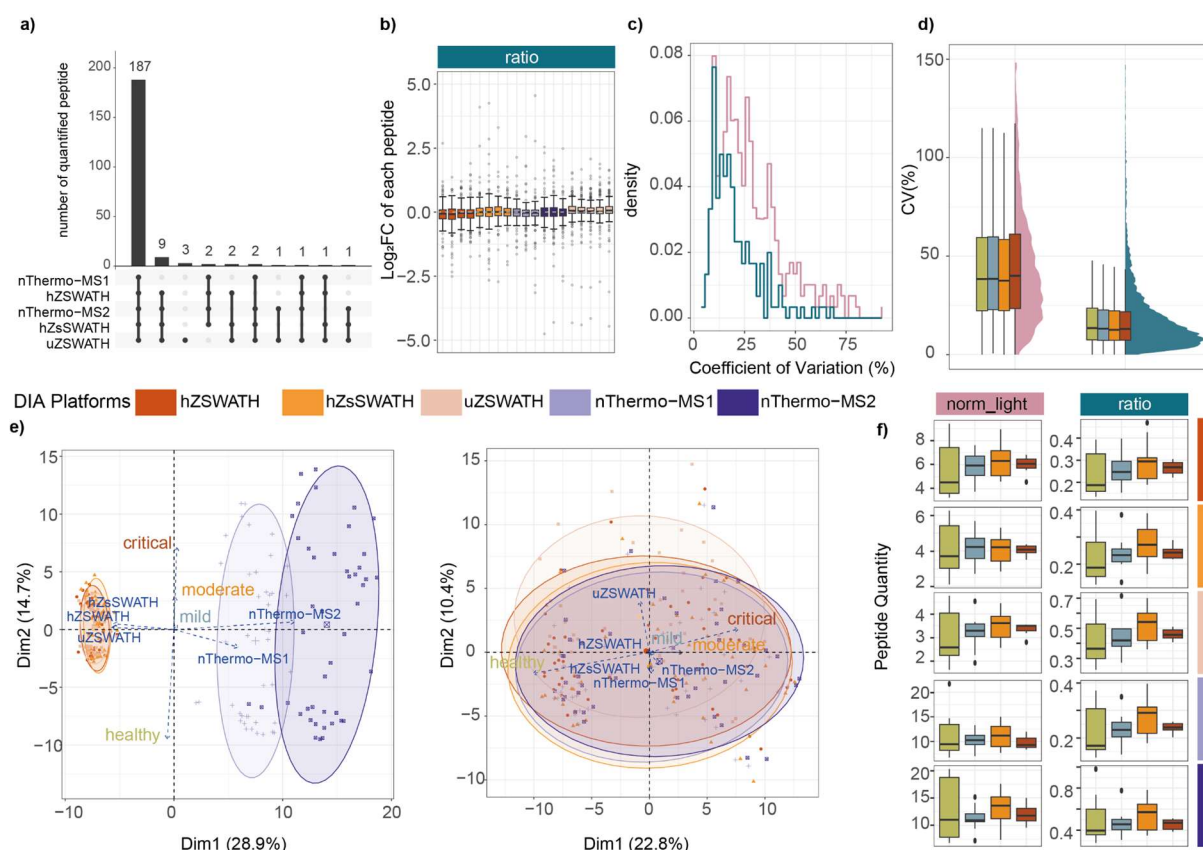 a)
number of quantified peptide
200
150
100
50
0
187
9
3
2
2
2
1
1
1
1
nThermo−MS1
hZSWATH
nThermo−MS2
hZsSWATH
uZSWATH
b)
ratio
Log₂FC of each peptide
5.0
2.5
0.0
−2.5
−5.0
c)
density
0.08
0.06
0.04
0.02
0.00
0
25
50
75
Coefficient of Variation (%)
d)
CV(%)
150
100
50
0
DIA Platforms
hZSWATH
hZsSWATH
uZSWATH
nThermo−MS1
nThermo−MS2
e)
Dim2 (14.7%)
15
10
5
0
−5
−10
critical
moderate
mild
healthy
hZsSWATH
hZSWATH
uZSWATH
nThermo−MS2
nThermo−MS1
−10
0
10
20
Dim1 (28.9%)
Dim2 (10.4%)
15
10
5
0
−5
−10
uZSWATH
critical
hZSWATH
mild
moderate
healthy
hZsSWATH
nThermo−MS2
nThermo−MS1
−10
−5
0
5
10
Dim1 (22.8%)
f)
norm_light
ratio
Peptide Quantity
8
6
4
0.4
0.3
0.2
6
4
2
0.4
0.2
5
4
3
2
0.7
0.5
0.3
20
15
10
0.4
0.2
20
15
10
0.8
0.4